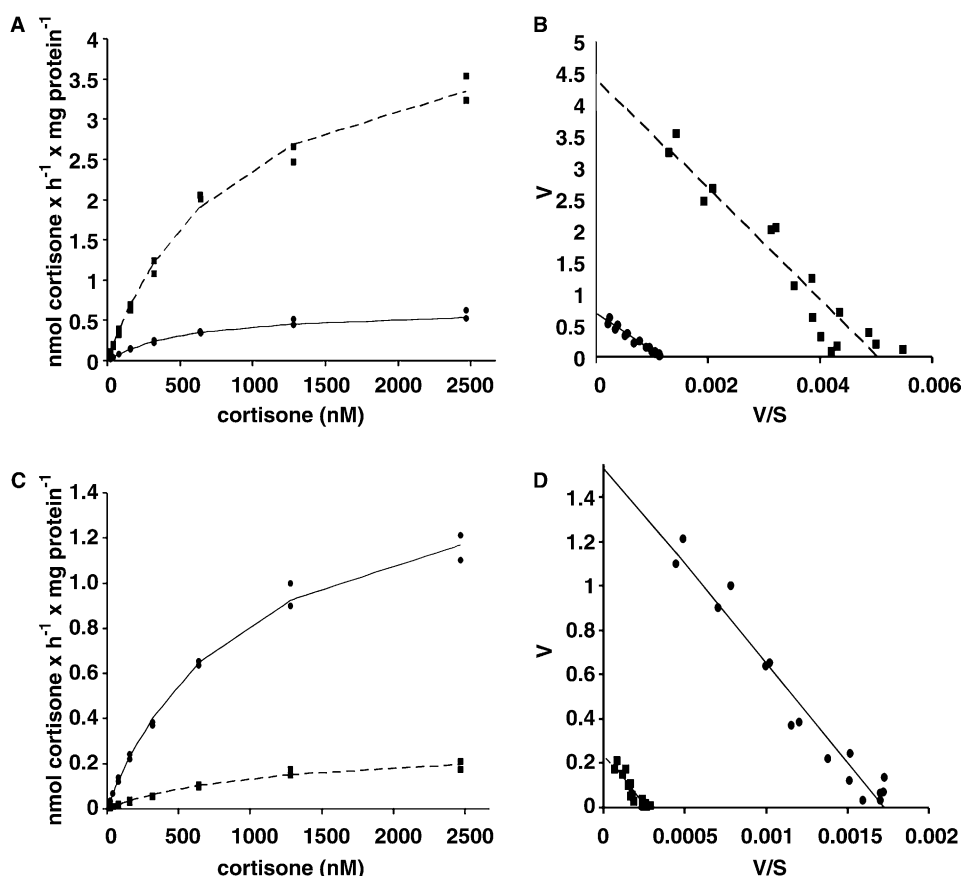 A
nmol cortisone x h-1 x mg protein-1
4
3.5
3
2.5
2
1.5
1
0.5
0
0 500 1000 1500 2000 2500
cortisone (nM)
B
V
5
4.5
4
3.5
3
2.5
2
1.5
1
0.5
0
0 0.002 0.004 0.006
V/S
C
nmol cortisone x h-1 x mg protein-1
1.4
1.2
1.0
0.8
0.6
0.4
0.2
0
0 500 1000 1500 2000 2500
cortisone (nM)
D
V
1.4
1.2
1
0.8
0.6
0.4
0.2
0
0 0.0005 0.001 0.0015 0.002
V/S